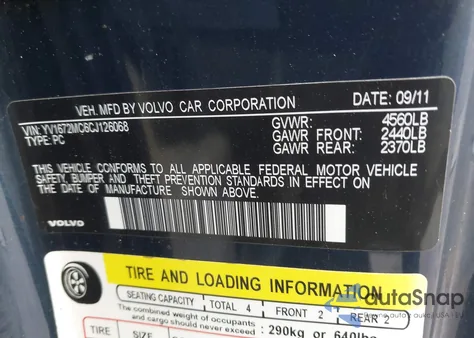 VEH. MFD BY VOLVO CAR CORPORATION DATE: 09/11
VIN: YV1672MC6CJ126068 GVWR: 4560LB
TYPE: PC GAWR FRONT: 2440LB
GAWR REAR: 2370LB
THIS VEHICLE CONFORMS TO ALL APPLICABLE FEDERAL MOTOR VEHICLE
SAFETY, BUMPER AND THEFT PREVENTION STANDARDS IN EFFECT ON
THE DATE OF MANUFACTURE SHOWN ABOVE.
VOLVO
TIRE AND LOADING INFORMATION
SEATING CAPACITY TOTAL 4 FRONT 2 REAR 2
The combined weight of occupants
and cargo should never exceed: 290kg or 640lbs
TIRE SIZE
autaSnap